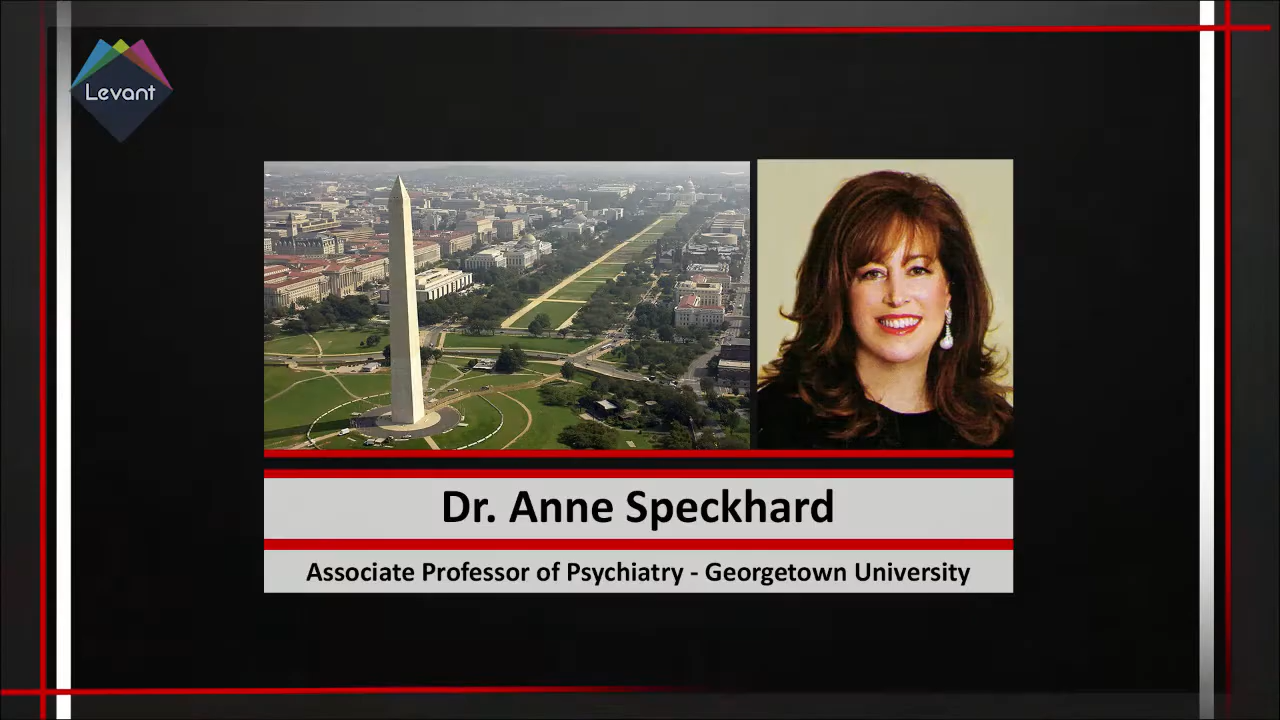 Levant
Dr. Anne Speckhard
Associate Professor of Psychiatry - Georgetown University